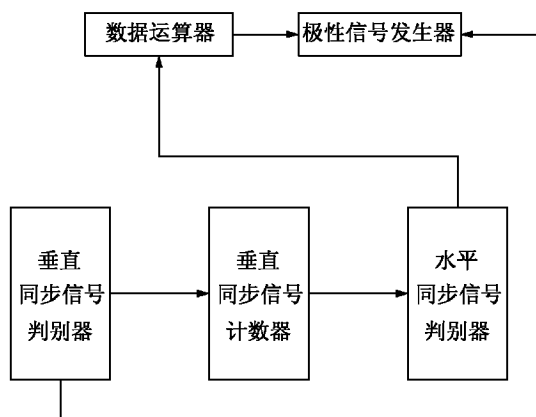 数据运算器
极性信号发生器
垂直
同步信号
判别器
垂直
同步信号
计数器
水平
同步信号
判别器